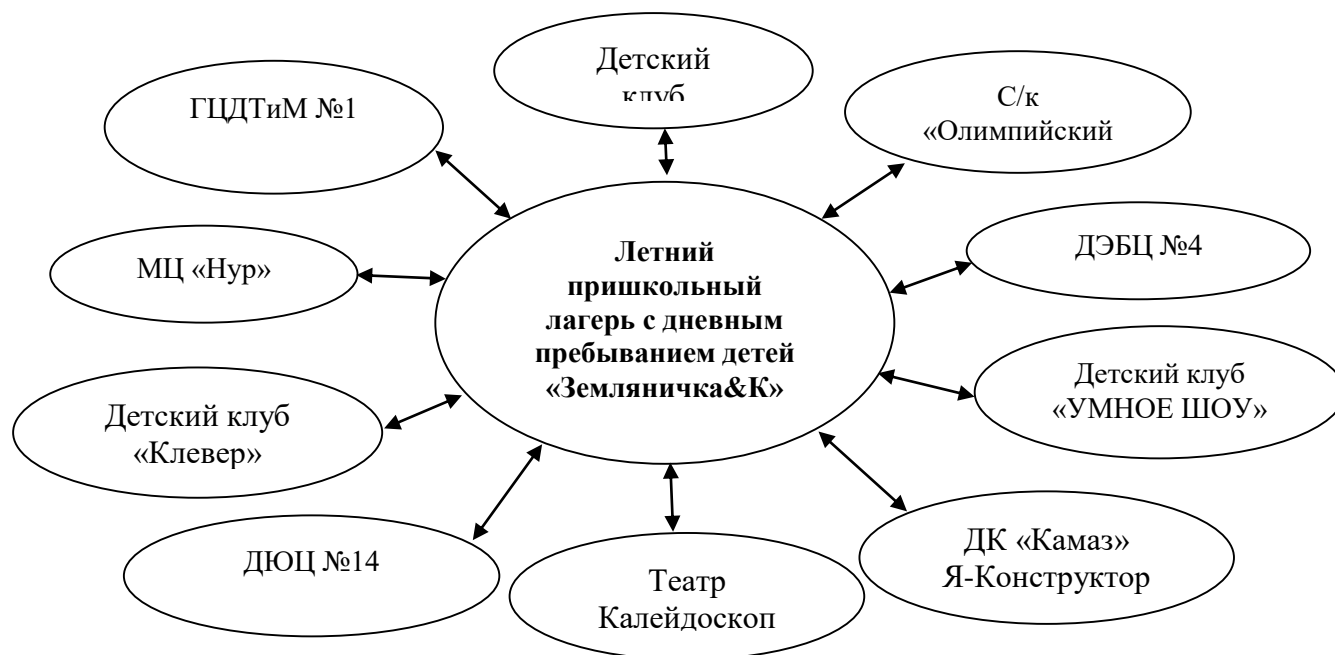 Детский
клуб
ГЦДТиМ №1
С/к
«Олимпийский
МЦ «Нур»
Летний
пришкольный
лагерь с дневным
пребыванием детей
«Земляничка&К»
ДЭБЦ №4
Детский клуб
«Клевер»
Детский клуб
«УМНОЕ ШОУ»
ДЮЦ №14
Театр
Калейдоскоп
ДК «Камаз»
Я-Конструктор